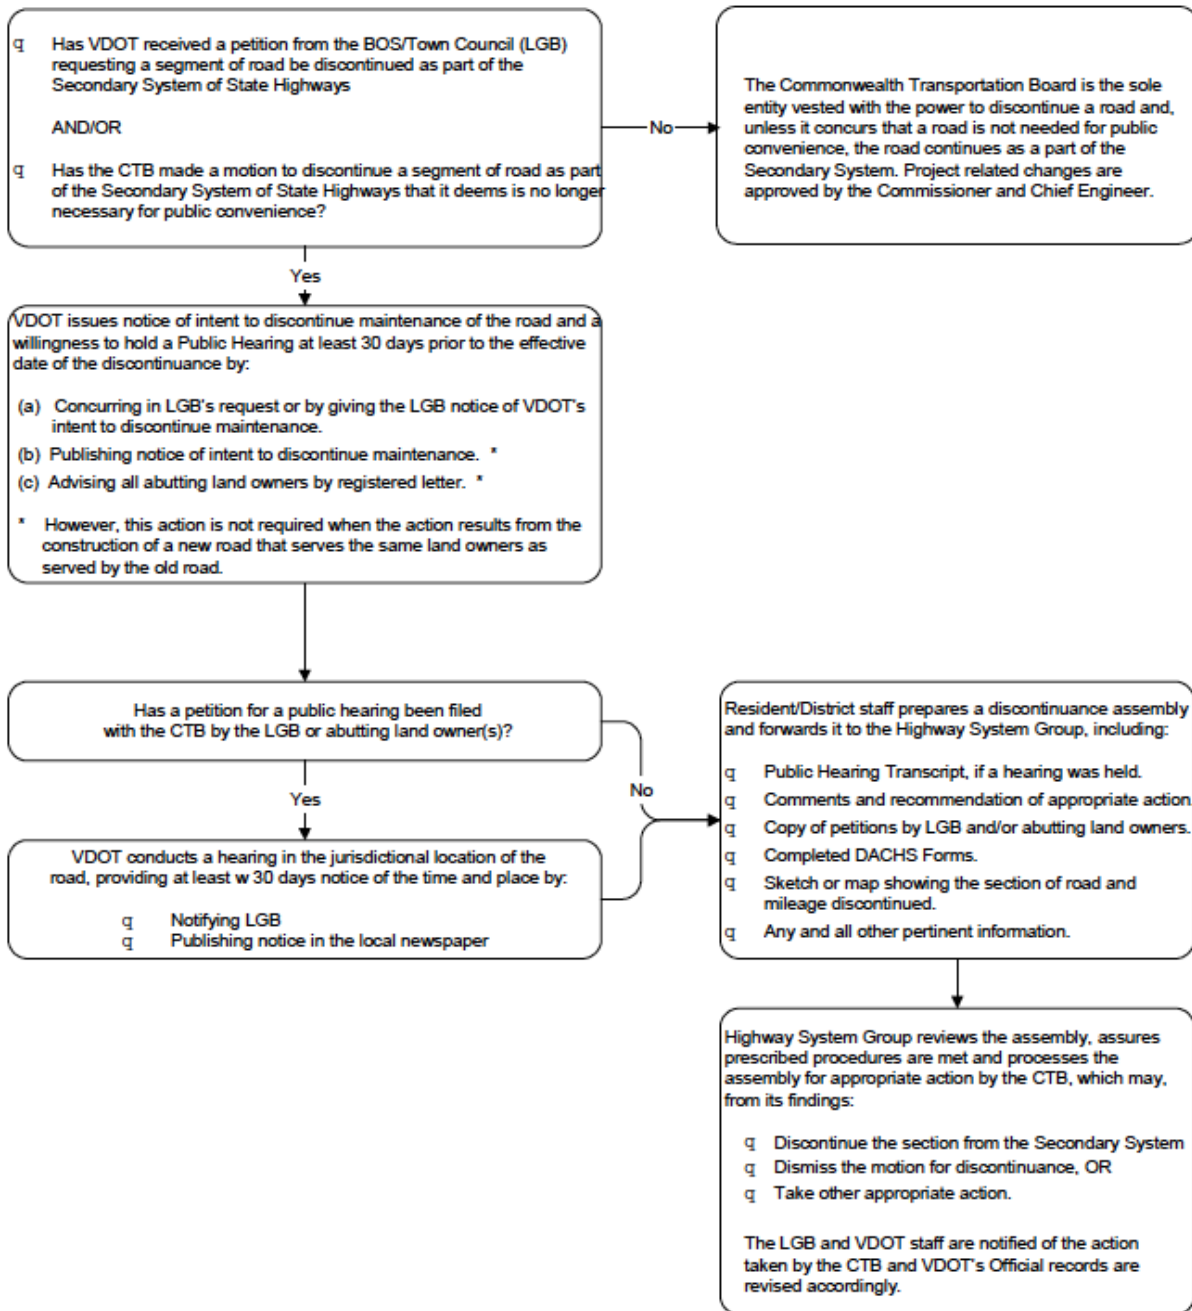 q Has VDOT received a petition from the BOS/Town Council (LGB)
requesting a segment of road be discontinued as part of the
Secondary System of State Highways
AND/OR
q Has the CTB made a motion to discontinue a segment of road as part
of the Secondary System of State Highways that it deems is no longer
necessary for public convenience?
No
The Commonwealth Transportation Board is the sole
entity vested with the power to discontinue a road and,
unless it concurs that a road is not needed for public
convenience, the road continues as a part of the
Secondary System. Project related changes are
approved by the Commissioner and Chief Engineer.
Yes
VDOT issues notice of intent to discontinue maintenance of the road and a
willingness to hold a Public Hearing at least 30 days prior to the effective
date of the discontinuance by:
(a) Concurring in LGB's request or by giving the LGB notice of VDOT's
intent to discontinue maintenance.
(b) Publishing notice of intent to discontinue maintenance. *
(c) Advising all abutting land owners by registered letter. *
* However, this action is not required when the action results from the
construction of a new road that serves the same land owners as
served by the old road.
Has a petition for a public hearing been filed
with the CTB by the LGB or abutting land owner(s)?
Yes
No
VDOT conducts a hearing in the jurisdictional location of the
road, providing at least w 30 days notice of the time and place by:
q Notifying LGB
q Publishing notice in the local newspaper
Resident/District staff prepares a discontinuance assembly
and forwards it to the Highway System Group, including:
q Public Hearing Transcript, if a hearing was held.
q Comments and recommendation of appropriate action.
q Copy of petitions by LGB and/or abutting land owners.
q Completed DACHS Forms.
q Sketch or map showing the section of road and
mileage discontinued.
q Any and all other pertinent information.
Highway System Group reviews the assembly, assures
prescribed procedures are met and processes the
assembly for appropriate action by the CTB, which may,
from its findings:
q Discontinue the section from the Secondary System
q Dismiss the motion for discontinuance, OR
q Take other appropriate action.
The LGB and VDOT staff are notified of the action
taken by the CTB and VDOT's Official records are
revised accordingly.